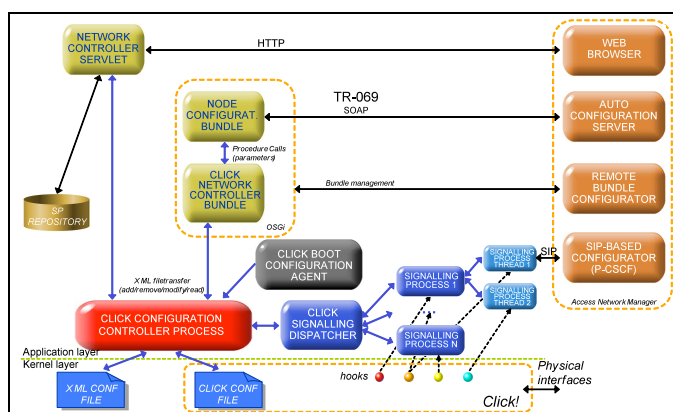 NETWORK
CONTROLLER
SERVLET
HTTP
WEB
BROWSER
NODE
CONFIGURAT.
BUNDLE
TR-069
SOAP
AUTO
CONFIGURATION
SERVER
Procedure Calls
(parameters)
CLICK
NETWORK
CONTROLLER
BUNDLE
Bundle management
REMOTE
BUNDLE
CONFIGURATOR
SP
REPOSITORY
OSGi
CLICK BOOT
CONFIGURATION
AGENT
SIGNALLING
PROCESS
THREAD 1
SIP
SIP-BASED
CONFIGURATOR
(P-CSCF)
XML filetransfer
(add/remove/modify/read)
SIGNALLING
PROCESS 1
SIGNALLING
PROCESS
THREAD 2
Access Network Manager
CLICK CONFIGURATION
CONTROLLER PROCESS
CLICK
SIGNALLING
DISPATCHER
...
SIGNALLING
PROCESS N
Application layer
Kernel layer
XML CONF
FILE
CLICK CONF
FILE
hooks
Click!
Physical
interfaces